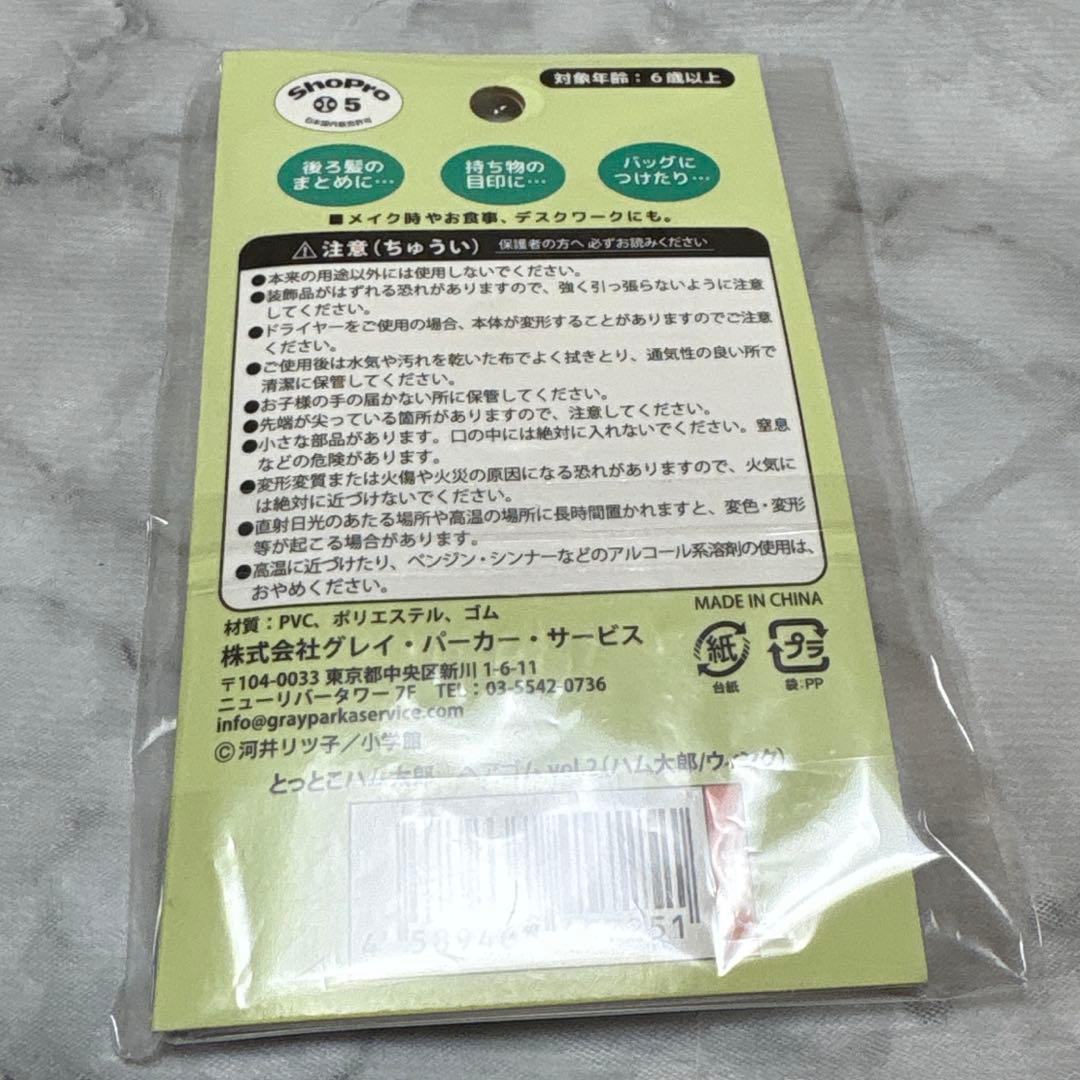 ShoPro
5
日本国内販売許可
対象年齢：6歳以上
後ろ髪の
まとめに…
持ち物の
目印に…
バッグに
つけたり…
■メイク時やお食事、デスクワークにも。
⚠注意（ちゅうい） 保護者の方へ 必ずお読みください
●本来の用途以外には使用しないでください。
●装飾品がはずれる恐れがありますので、強く引っ張らないように注意
してください。
●ドライヤーをご使用の場合、本体が変形することがありますのでご注意
ください。
●ご使用後は水気や汚れを乾いた布でよく拭きとり、通気性の良い所で
清潔に保管してください。
●お子様の手の届かない所に保管してください。
●先端が尖っている箇所がありますので、注意してください。
●小さな部品があります。口の中には絶対に入れないでください。窒息
などの危険があります。
●変形変質または火傷や火災の原因になる恐れがありますので、火気に
は絶対に近づけないでください。
●直射日光のあたる場所や高温の場所に長時間置かれますと、変色・変形
等が起こる場合があります。
●高温に近づけたり、ベンジン・シンナーなどのアルコール系溶剤の使用は、
おやめください。
材質：PVC、ポリエステル、ゴム
MADE IN CHINA
株式会社グレイ・パーカー・サービス
〒104-0033 東京都中央区新川 1-6-11
ニューリバータワー 7F TEL：03-5542-0736
info@grayparkaservice.com
紙
台紙
プラ
袋：PP
©河井リツ子／小学館
とっとこハム太郎 ヘアゴム vol.2（ハム太郎/ウィンク）